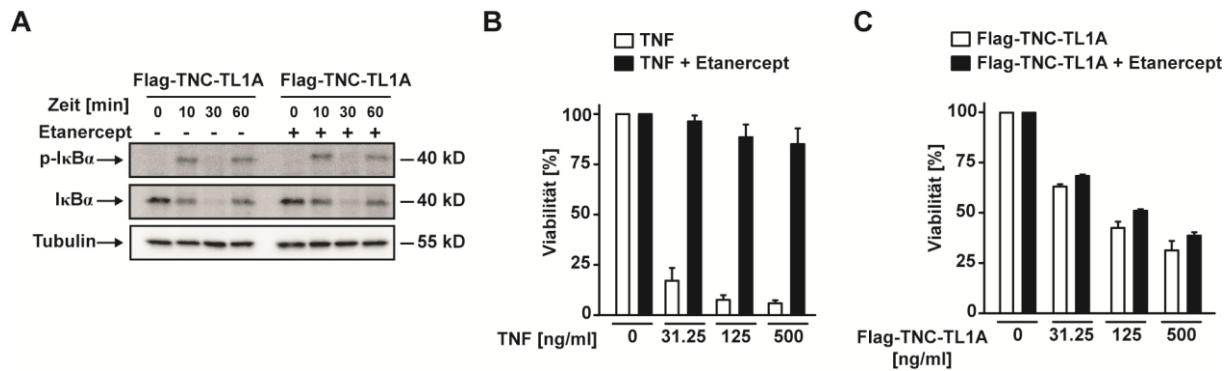 A
Flag-TNC-TL1A Flag-TNC-TL1A
Zeit [min] 0 10 30 60 0 10 30 60
Etanercept - - - - + + + +
p-IκBα 40 kD
IκBα 40 kD
Tubulin 55 kD
B
TNF
TNF + Etanercept
Viabilität [%]
100
75
50
25
0
0 31.25 125 500
TNF [ng/ml]
C
Flag-TNC-TL1A
Flag-TNC-TL1A + Etanercept
Viabilität [%]
100
75
50
25
0
0 31.25 125 500
Flag-TNC-TL1A
[ng/ml]